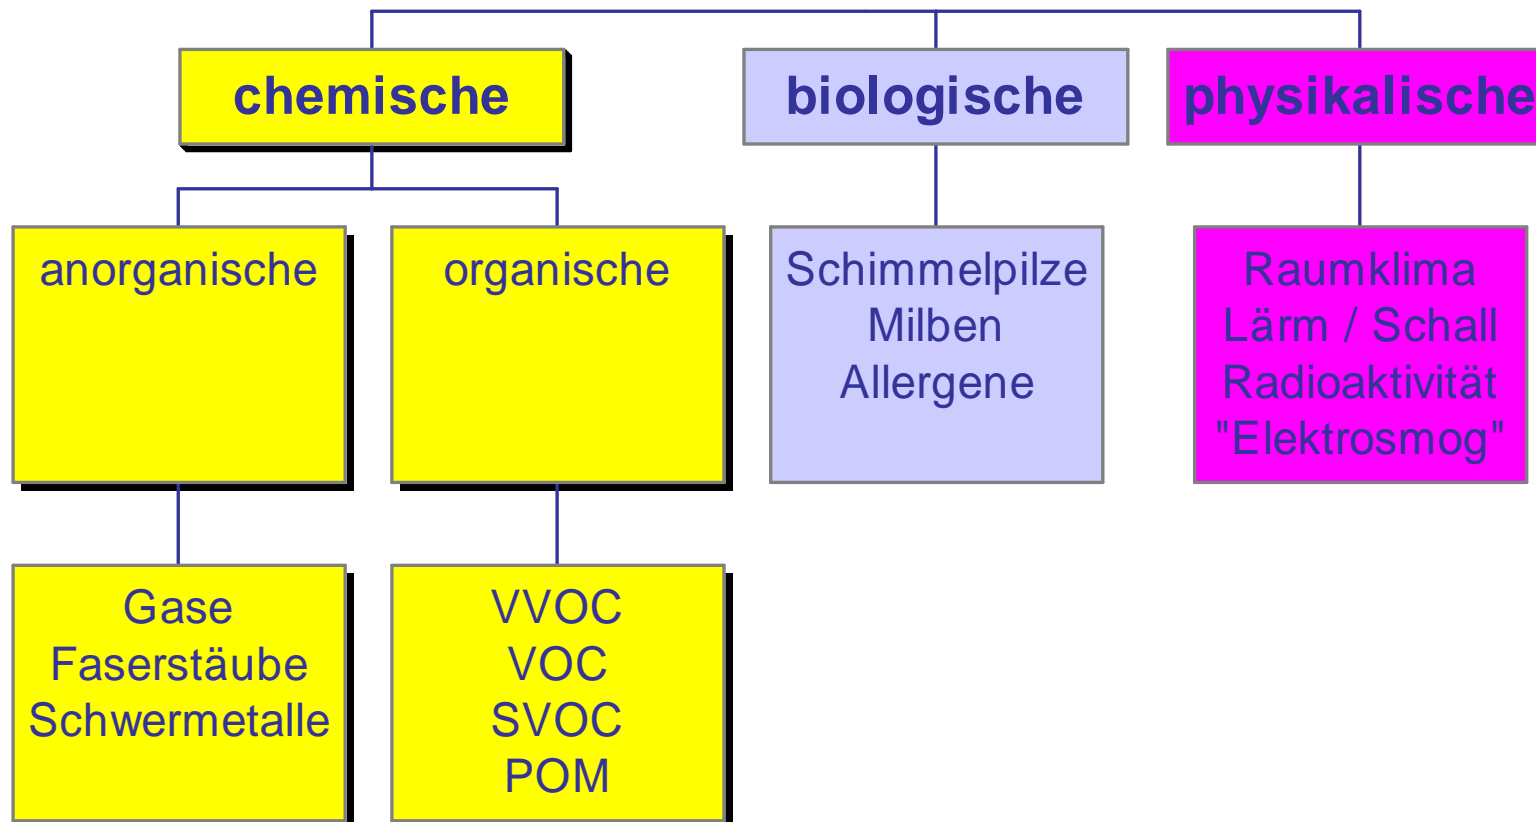 chemische
biologische
physikalische
anorganische
organische
Schimmelpilze
Milben
Allergene
Raumklima
Lärm / Schall
Radioaktivität
"Elektrosmog"
Gase
Faserstäube
Schwermetalle
VVOC
VOC
SVOC
POM